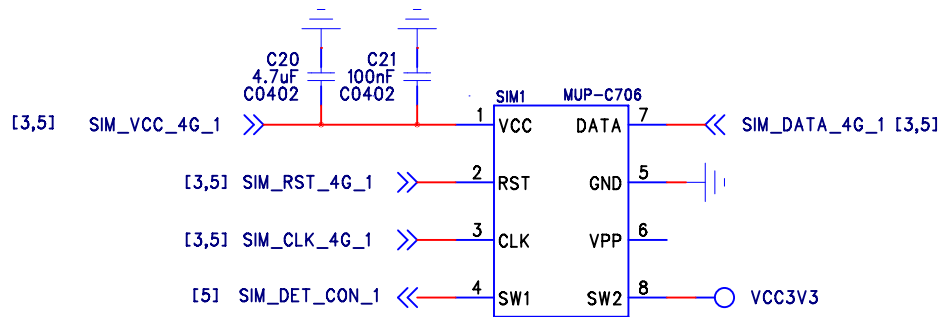 C20
4.7uF
C0402
C21
100nF
C0402
SIM1 MUP-C706
[3,5] SIM_VCC_4G_1 1 VCC DATA 7 SIM_DATA_4G_1 [3,5]
[3,5] SIM_RST_4G_1 2 RST GND 5
[3,5] SIM_CLK_4G_1 3 CLK VPP 6
[5] SIM_DET_CON_1 4 SW1 SW2 8 VCC3V3